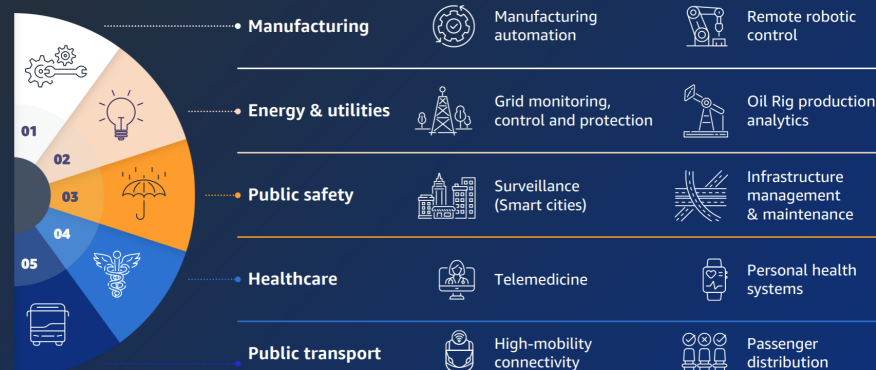 01
02
03
04
05
Manufacturing
Manufacturing
automation
Remote robotic
control
Energy & utilities
Grid monitoring,
control and protection
Oil Rig production
analytics
Public safety
Surveillance
(Smart cities)
Infrastructure
management
& maintenance
Healthcare
Telemedicine
Personal health
systems
Public transport
High-mobility
connectivity
Passenger
distribution